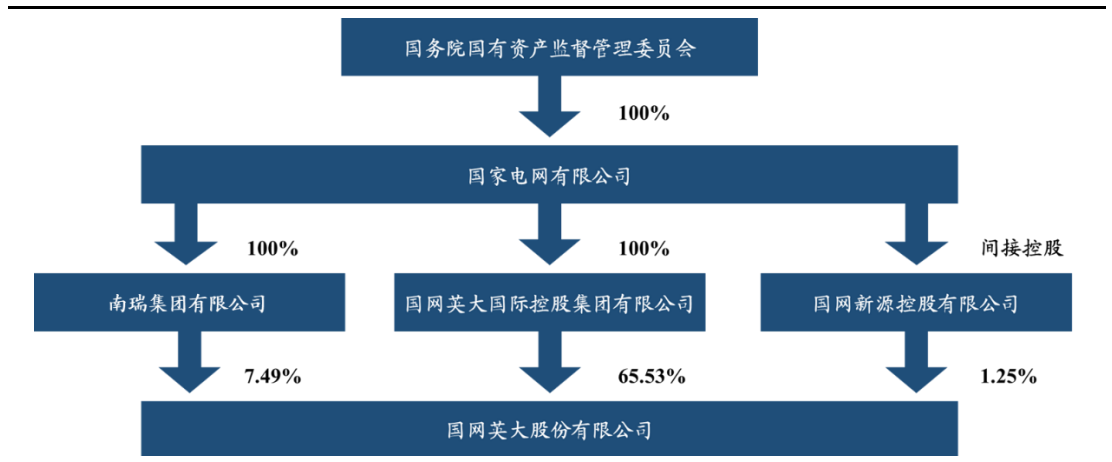 国务院国有资产监督管理委员会
100%
国家电网有限公司
100%
100%
间接控股
南瑞集团有限公司
国网英大国际控股集团有限公司
国网新源控股有限公司
7.49%
65.53%
1.25%
国网英大股份有限公司